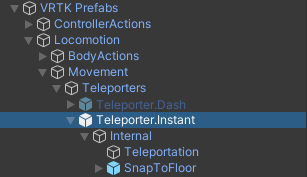 VRTK Prefabs
ControllerActions
Locomotion
BodyActions
Movement
Teleporters
Teleporter.Dash
Teleporter.Instant
Internal
Teleportation
SnapToFloor